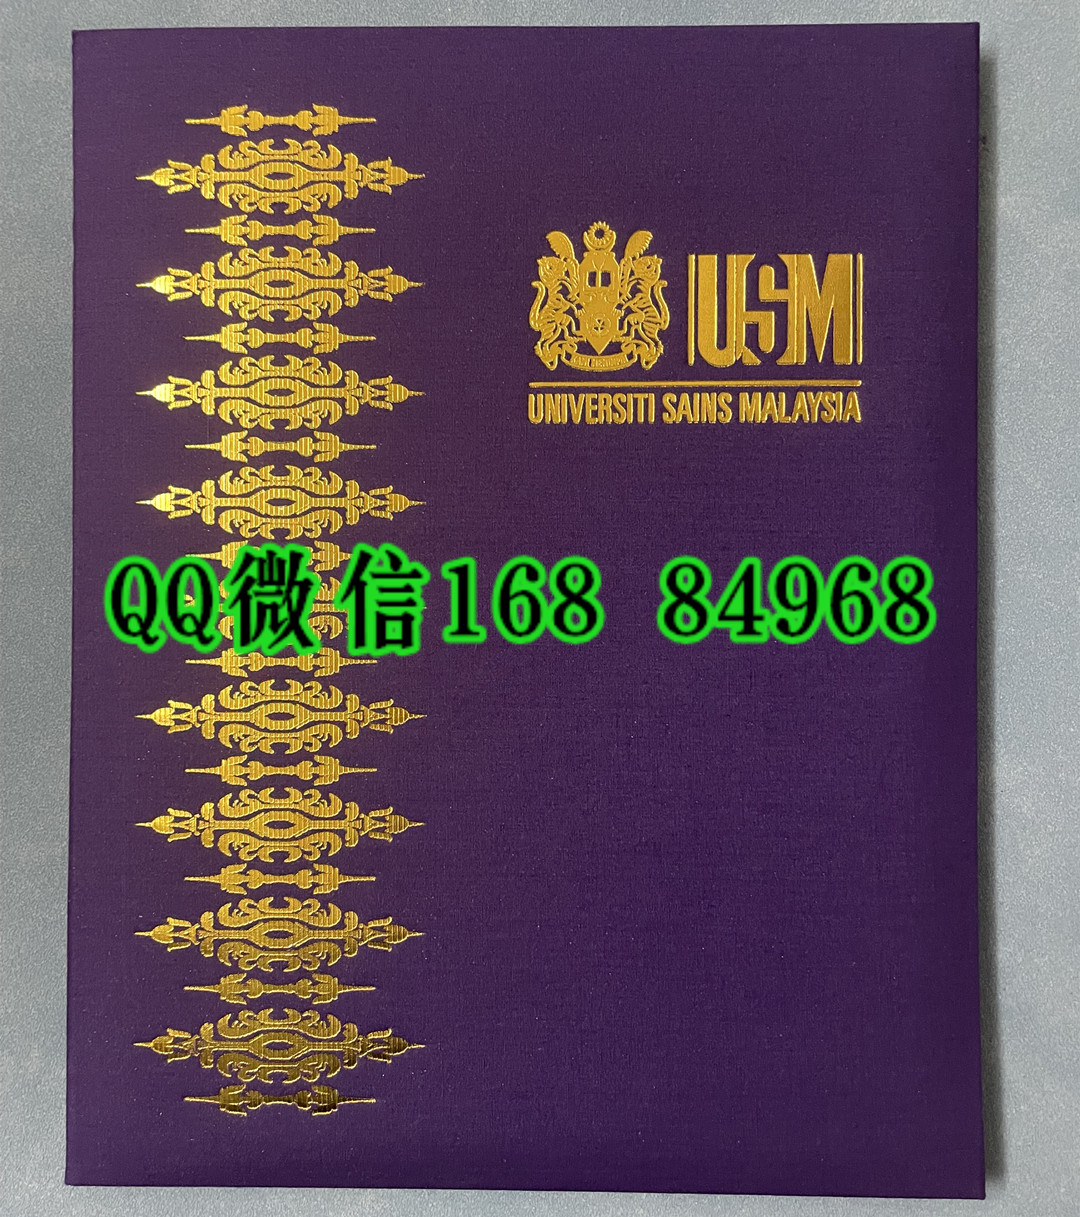 USM
UNIVERSITI SAINS MALAYSIA
QQ微信168 84968